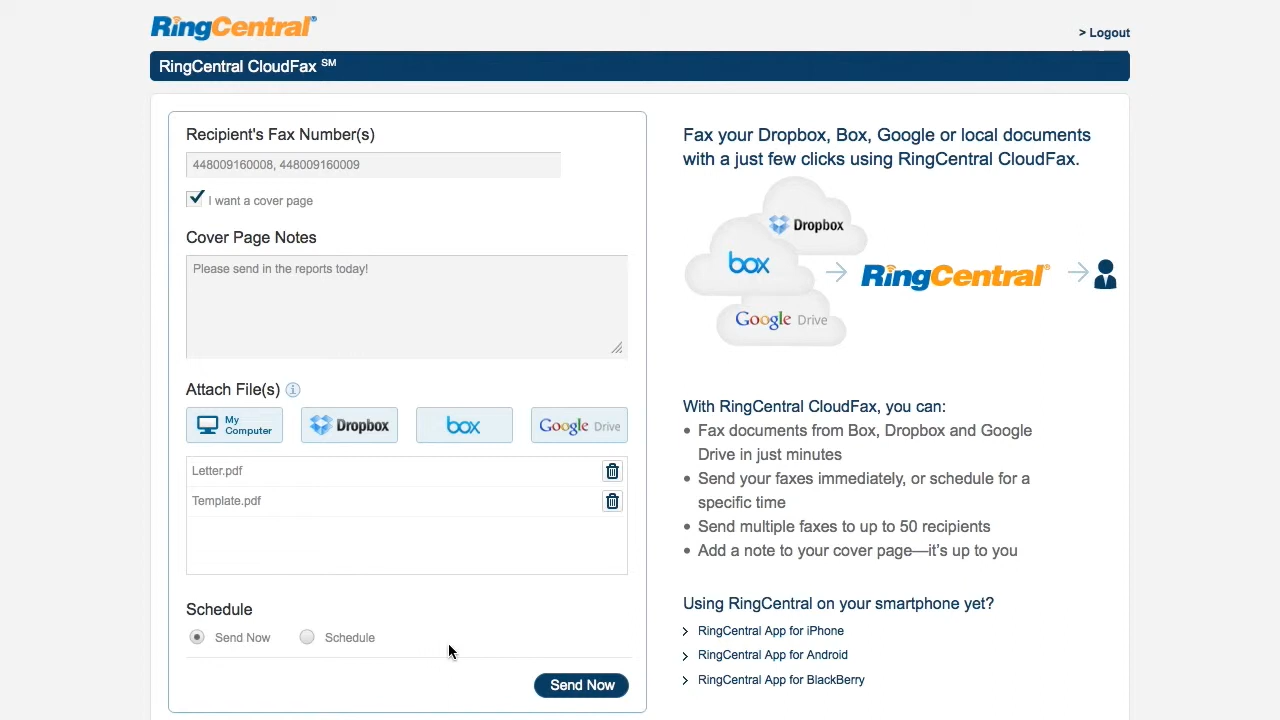 RingCentral
> Logout
RingCentral CloudFax SM
Recipient's Fax Number(s)
448009160008, 448009160009
I want a cover page
Cover Page Notes
Please send in the reports today!
Attach File(s)
My
Computer
Dropbox
box
Google Drive
Letter.pdf
Template.pdf
Schedule
Send Now
Schedule
Send Now
Fax your Dropbox, Box, Google or local documents
with a just few clicks using RingCentral CloudFax.
Dropbox
box
RingCentral
Google Drive
With RingCentral CloudFax, you can:
• Fax documents from Box, Dropbox and Google
Drive in just minutes
• Send your faxes immediately, or schedule for a
specific time
• Send multiple faxes to up to 50 recipients
• Add a note to your cover page—it's up to you
Using RingCentral on your smartphone yet?
RingCentral App for iPhone
RingCentral App for Android
RingCentral App for BlackBerry